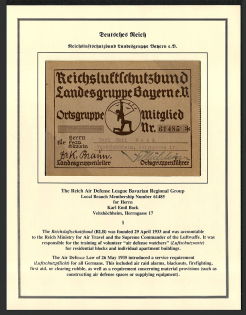 Deutsches Reich
Reichsluftschutzbund Landesgruppe Bayern e.V.
Reichsluftschutzbund
Landesgruppe Bayern e.V.
Ortsgruppe Mitglied
Nr. 61485
Herrn
Frau
Landesgruppenleiter Ortsgruppenführer
The Reich Air Defense League Bavarian Regional Group
Local Branch Membership Number 61485
for Herrn
Karl Emil Bock
Veitshöchheim, Herrngasse 17
The Reichsluftschutzbund (RLB) was founded 29 April 1933 and was accountable
to the Reich Ministry for Air Travel and the Supreme Commander of the Luftwaffe. It was
responsible for the training of volunteer "air defense watchers" (Luftschutzwarte)
for residential blocks and individual apartment buildings.
The Air Defense Law of 26 May 1935 introduced a service requirement
(Luftschutzpflicht) for all Germans. This included air raid alarms, blackouts, firefighting,
first aid, or clearing rubble, as well as a requirement concerning material provisions (such as
constructing air defense spaces or supplying equipment).